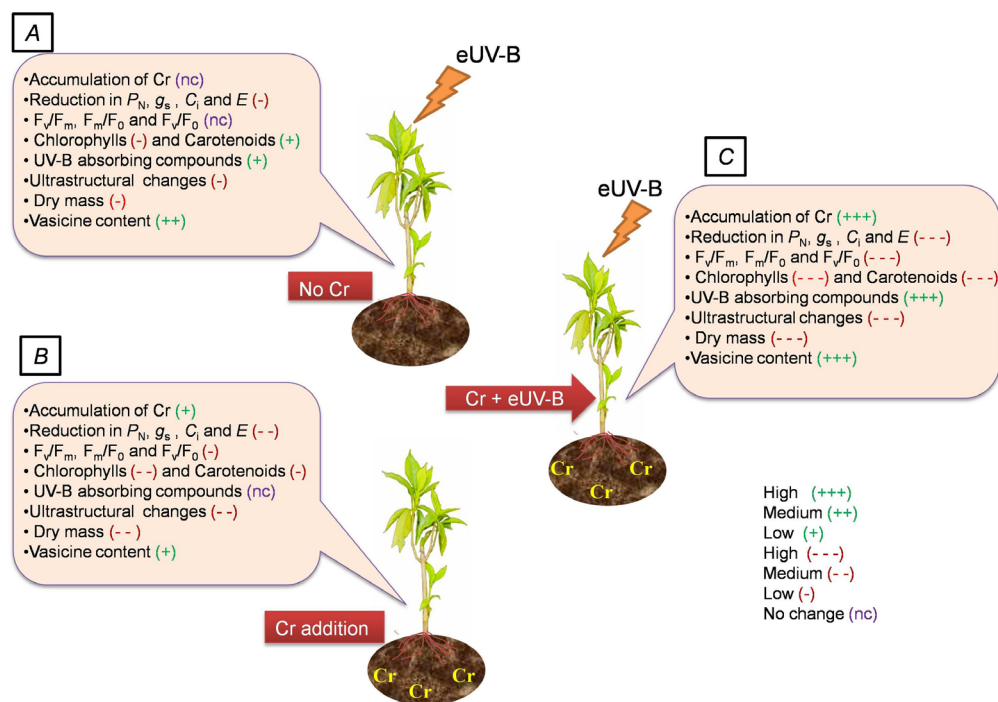 A
eUV-B
•Accumulation of Cr (nc)
•Reduction in PN, gs , Ci and E (-)
• Fv/Fm, Fm/F0 and Fv/F0 (nc)
• Chlorophylls (-) and Carotenoids (+)
• UV-B absorbing compounds (+)
•Ultrastructural changes (-)
• Dry mass (-)
•Vasicine content (++)
No Cr
B
•Accumulation of Cr (+)
•Reduction in PN, gs , Ci and E (- -)
• Fv/Fm, Fm/F0 and Fv/F0 (-)
• Chlorophylls (- -) and Carotenoids (-)
• UV-B absorbing compounds (nc)
•Ultrastructural changes (- -)
• Dry mass (- - )
•Vasicine content (+)
Cr addition
Cr Cr Cr
C
eUV-B
•Accumulation of Cr (+++)
•Reduction in PN, gs , Ci and E (- - -)
• Fv/Fm, Fm/F0 and Fv/F0 (- - -)
• Chlorophylls (- - -) and Carotenoids (- - -)
•UV-B absorbing compounds (+++)
•Ultrastructural changes (- - -)
• Dry mass (- - -)
•Vasicine content (+++)
Cr + eUV-B
Cr Cr Cr
High (+++)
Medium (++)
Low (+)
High (- - -)
Medium (- -)
Low (-)
No change (nc)